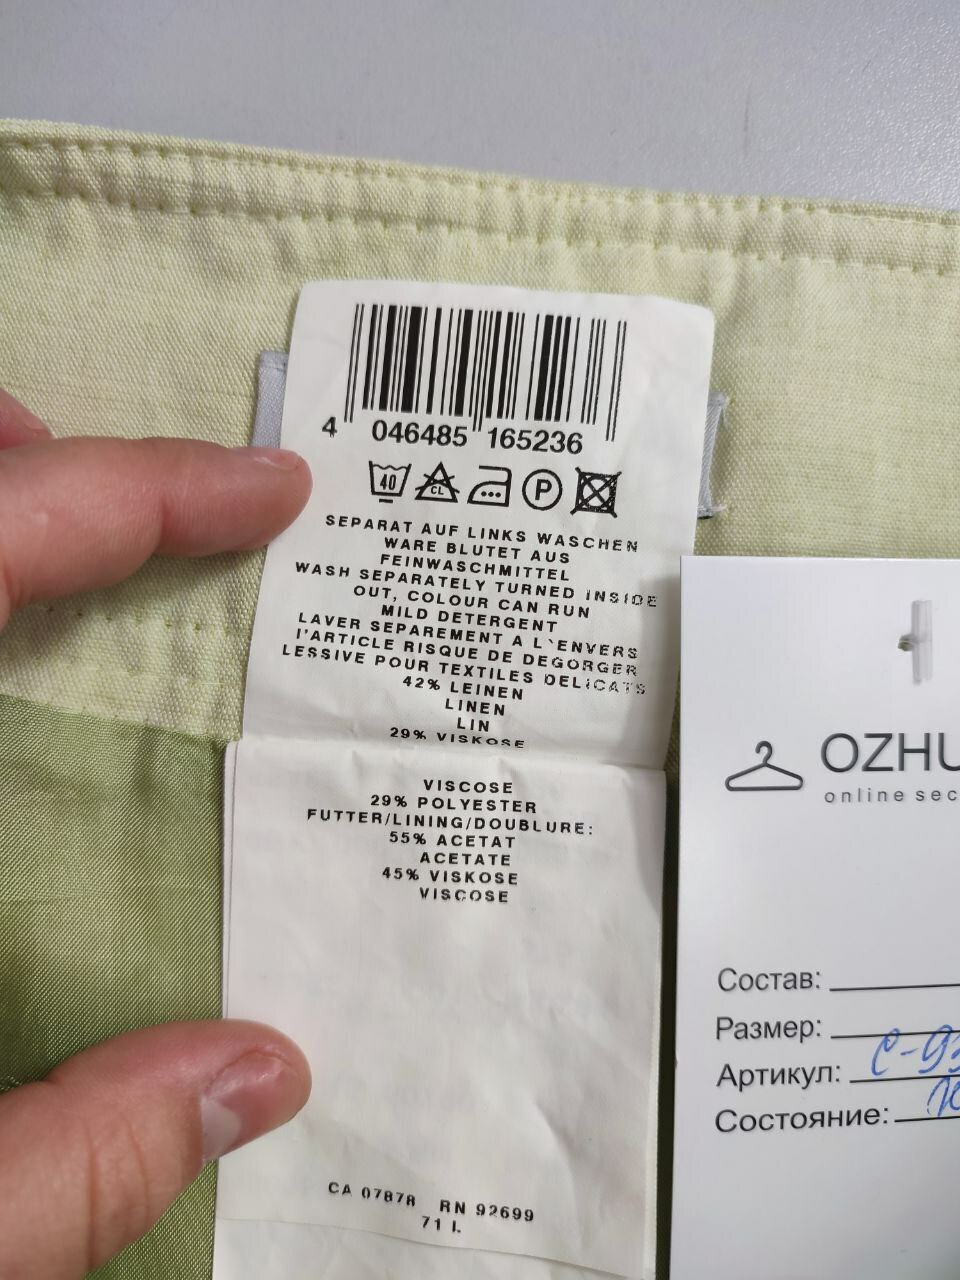 4 046485 165236
40 CL P
SEPARAT AUF LINKS WASCHEN
WARE BLUTET AUS
FEINWASCHMITTEL
WASH SEPARATELY TURNED INSIDE
OUT, COLOUR CAN RUN
MILD DETERGENT
LAVER SEPAREMENT A L`ENVERS
l'ARTICLE RISQUE DE DEGORGER
LESSIVE POUR TEXTILES DELICATS
42% LEINEN
LINEN
LIN
29% VISKOSE
VISCOSE
29% POLYESTER
FUTTER/LINING/DOUBLURE:
55% ACETAT
ACETATE
45% VISKOSE
VISCOSE
CA 07878 RN 92699
OZHU
online sec
Состав:
Размер:
Артикул: С-93
Состояние: